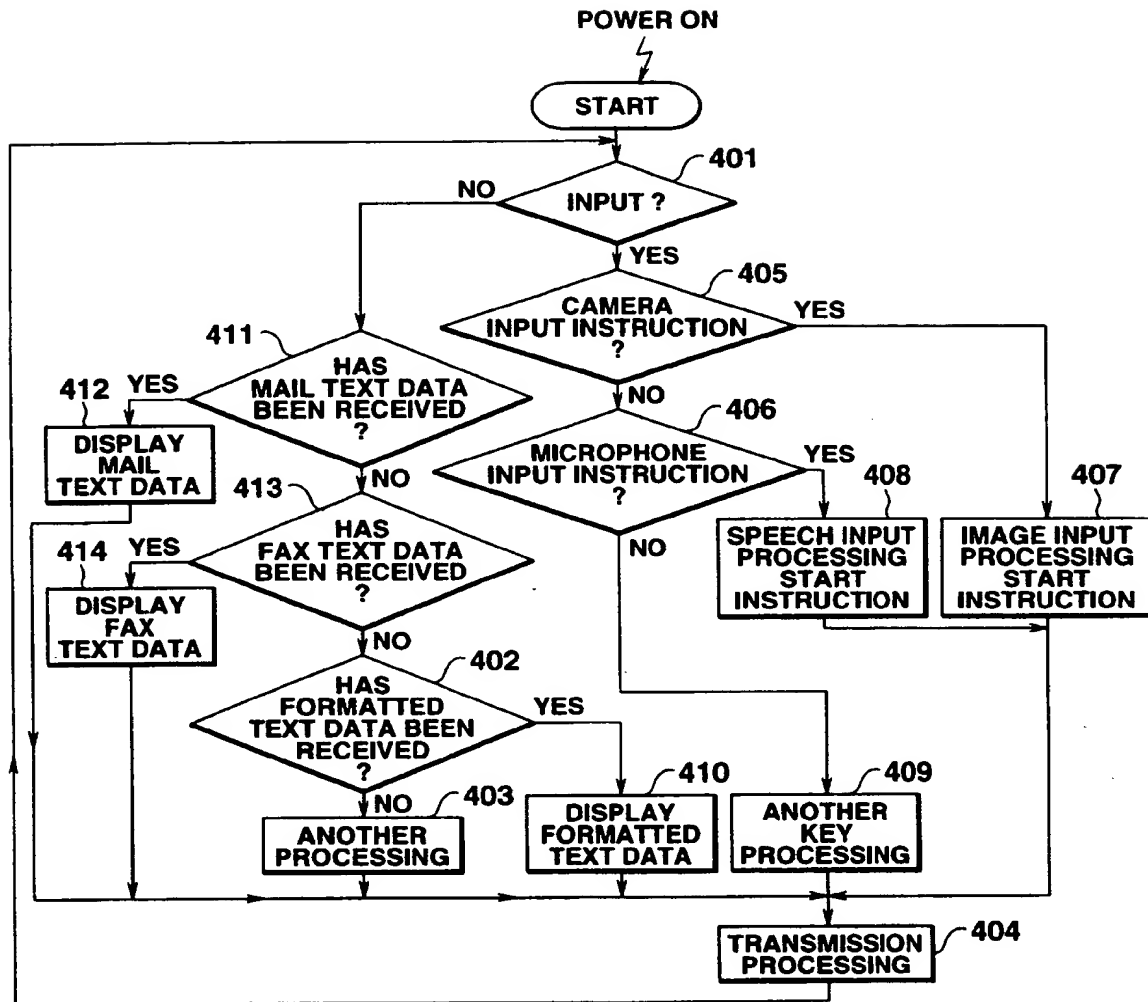 POWER ON
START
401
NO
INPUT ?
YES
405
CAMERA
INPUT INSTRUCTION
?
YES
411
HAS
MAIL TEXT DATA
BEEN RECEIVED
?
412
YES
DISPLAY
MAIL
TEXT DATA
NO
406
MICROPHONE
INPUT INSTRUCTION
?
YES
408
407
NO
413
HAS
FAX TEXT DATA
BEEN RECEIVED
?
NO
SPEECH INPUT
PROCESSING
START
INSTRUCTION
IMAGE INPUT
PROCESSING
START
INSTRUCTION
414
YES
DISPLAY
FAX
TEXT DATA
NO
402
HAS
FORMATTED
TEXT DATA BEEN
RECEIVED
?
YES
NO
403
ANOTHER
PROCESSING
410
DISPLAY
FORMATTED
TEXT DATA
409
ANOTHER
KEY
PROCESSING
TRANSMISSION
PROCESSING
404